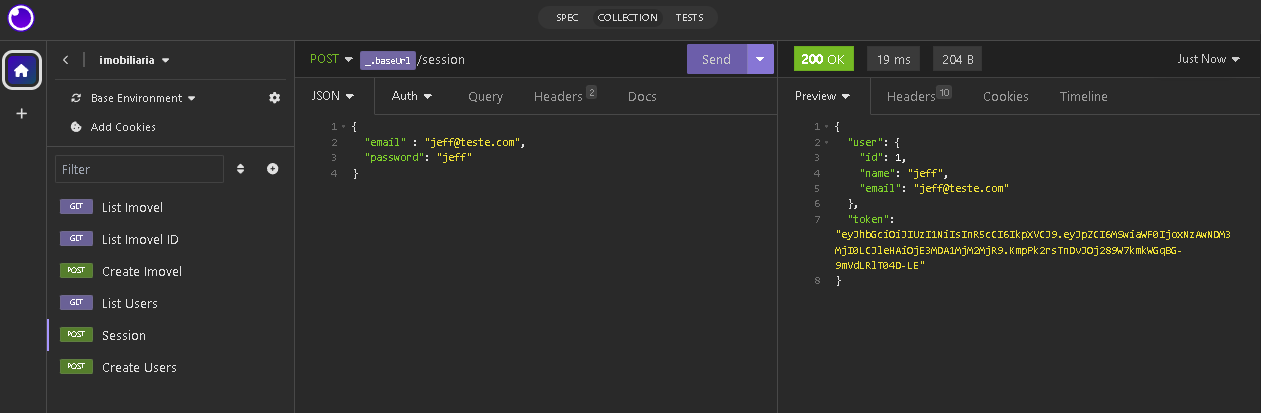 SPEC COLLECTION TESTS
imobiliaria
Base Environment
Add Cookies
Filter
GET List Imovel
GET List Imovel ID
POST Create Imovel
GET List Users
POST Session
POST Create Users
POST _.baseUrl /session Send
JSON Auth Query Headers 2 Docs
1 {
2 "email" : "jeff@teste.com",
3 "password": "jeff"
4 }
200 OK 19 ms 204 B Just Now
Preview Headers 10 Cookies Timeline
1 {
2 "user": {
3 "id": 1,
4 "name": "jeff",
5 "email": "jeff@teste.com"
6 },
7 "token":
"eyJhbGciOiJIUzI1NiIsInR5cCI6IkpXVCJ9.eyJpZCI6MSwiaWF0IjoxNzAwNDM3
MjI0LCJleHAiOjE3MDA1MjM2MjR9.KmpPk2rsTnDvJOj289W7kmkWGqBG-
9mVdLRlT04D-LE"
8 }